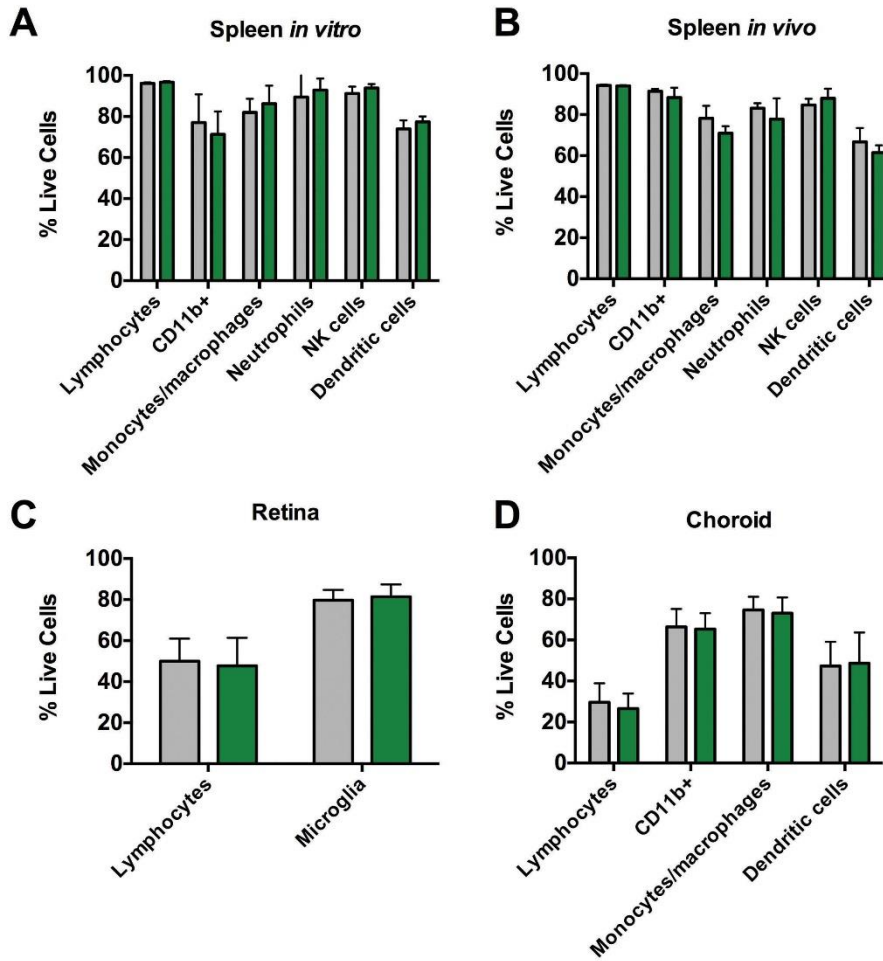 A
Spleen in vitro
% Live Cells
100
80
60
40
20
0
Lymphocytes
CD11b+
Monocytes/macrophages
Neutrophils
NK cells
Dendritic cells
B
Spleen in vivo
% Live Cells
100
80
60
40
20
0
Lymphocytes
CD11b+
Monocytes/macrophages
Neutrophils
NK cells
Dendritic cells
C
Retina
% Live Cells
100
80
60
40
20
0
Lymphocytes
Microglia
D
Choroid
% Live Cells
100
80
60
40
20
0
Lymphocytes
CD11b+
Monocytes/macrophages
Dendritic cells